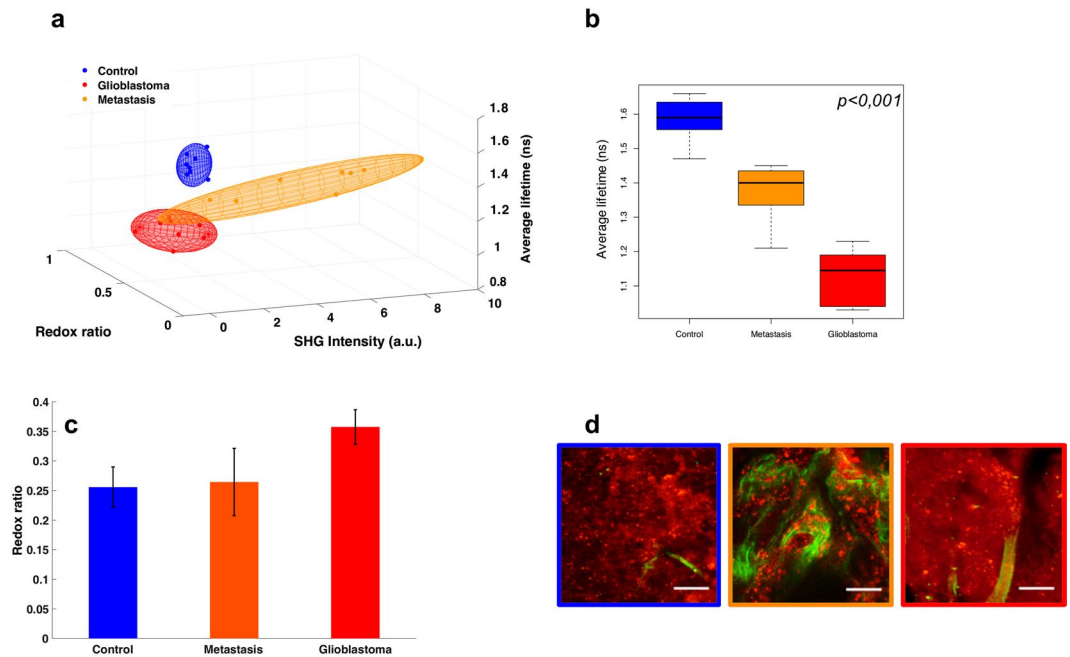 a
Control
Glioblastoma
Metastasis
1.8
1.6
1.4
1.2
1
0.8
Average lifetime (ns)
1
0.5
0
Redox ratio
0
2
4
6
8
10
SHG Intensity (a.u.)
b
p<0,001
1.6
1.5
1.4
1.3
1.2
1.1
Average lifetime (ns)
Control
Metastasis
Glioblastoma
c
0.4
0.35
0.3
0.25
0.2
0.15
0.1
0.05
0
Redox ratio
Control
Metastasis
Glioblastoma
d